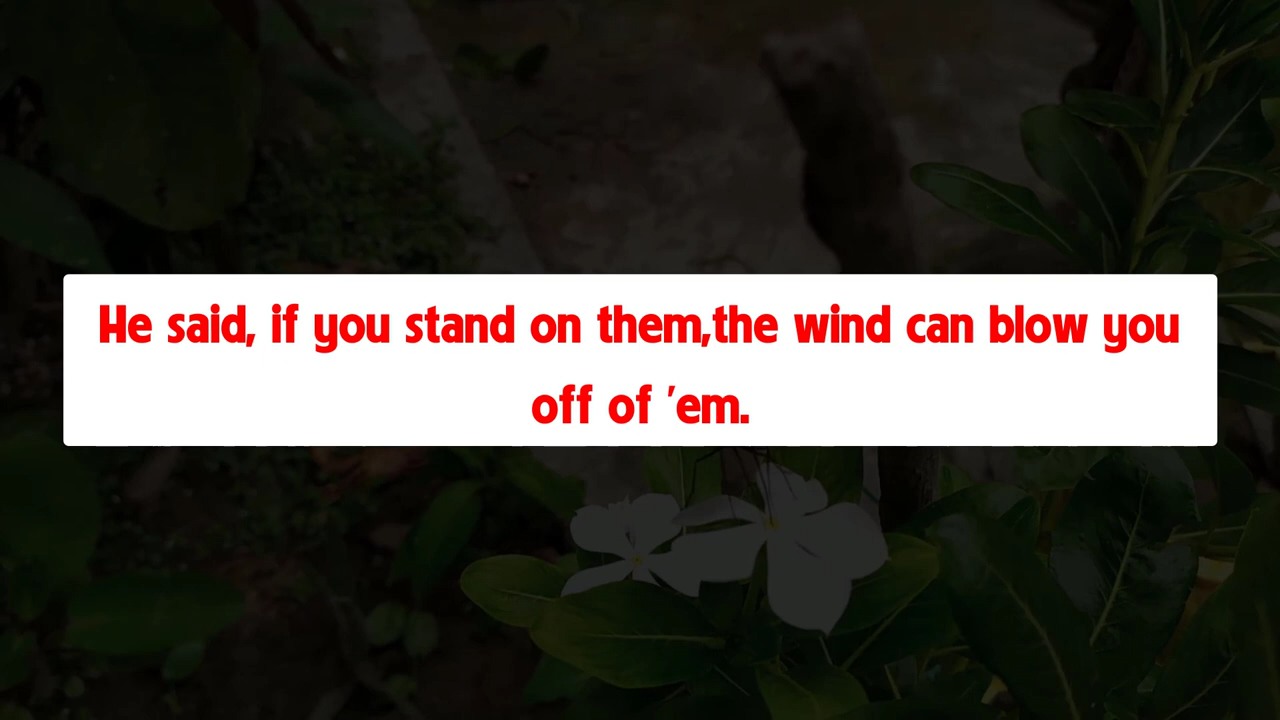 He said, if you stand on them,the wind can blow you
off of 'em.